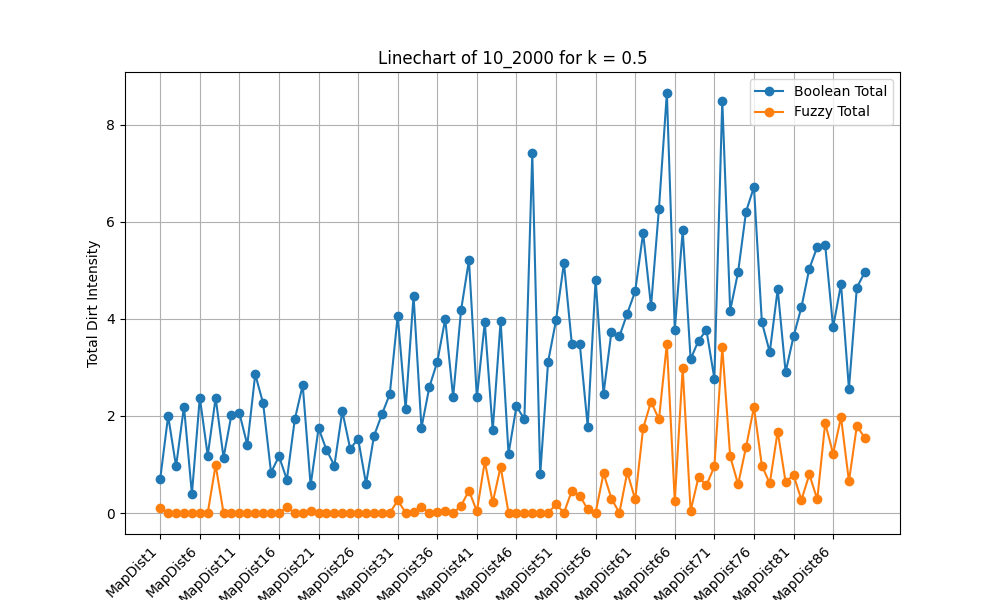 Linechart of 10_2000 for k = 0.5
Boolean Total
Fuzzy Total
Total Dirt Intensity
8
6
4
2
0
MapDist1
MapDist6
MapDist11
MapDist16
MapDist21
MapDist26
MapDist31
MapDist36
MapDist41
MapDist46
MapDist51
MapDist56
MapDist61
MapDist66
MapDist71
MapDist76
MapDist81
MapDist86